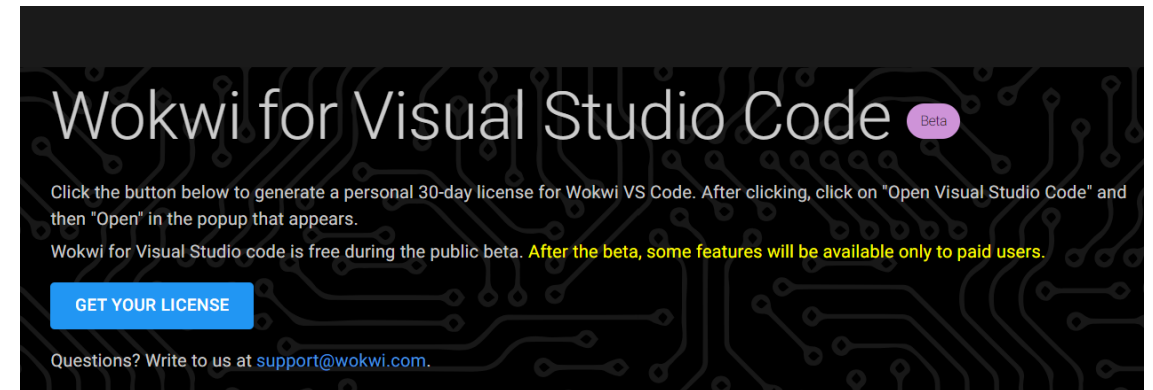 Wokwi for Visual Studio Code Beta
Click the button below to generate a personal 30-day license for Wokwi VS Code. After clicking, click on "Open Visual Studio Code" and
then "Open" in the popup that appears.
Wokwi for Visual Studio code is free during the public beta. After the beta, some features will be available only to paid users.
GET YOUR LICENSE
Questions? Write to us at support@wokwi.com.